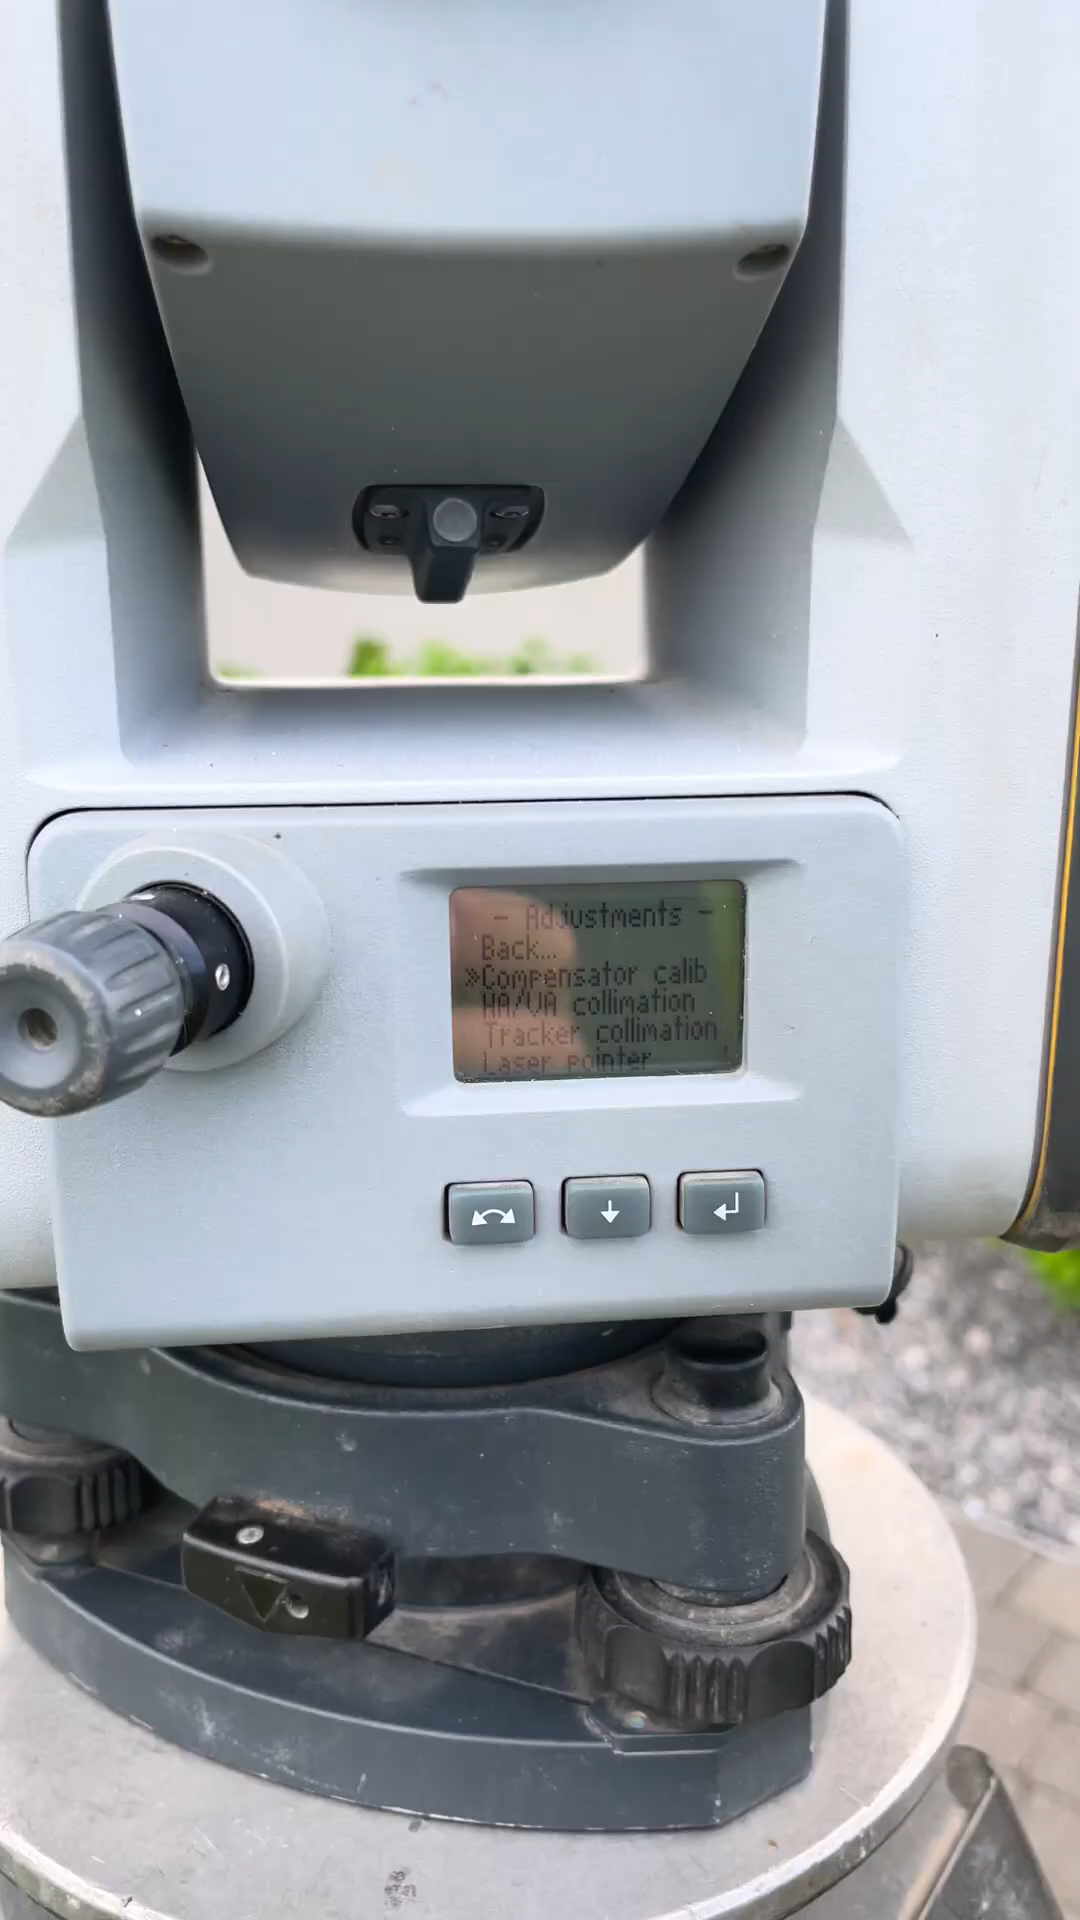 - Adjustments -
Back...
»Compensator calib
HA/VA collimation
Tracker collimation
Laser pointer